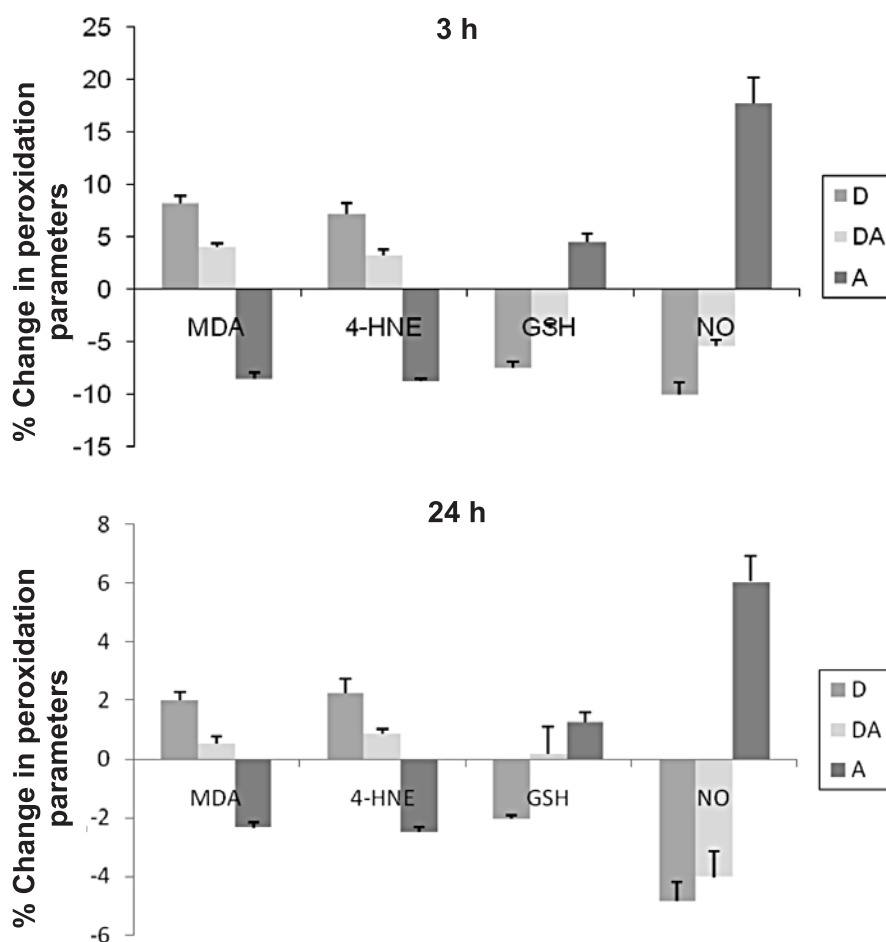 3 h
25
20
15
10
5
0
-5
-10
-15
% Change in peroxidation
parameters
MDA 4-HNE GSH NO
D
DA
A
24 h
8
6
4
2
0
-2
-4
-6
% Change in peroxidation
parameters
MDA 4-HNE GSH NO
D
DA
A